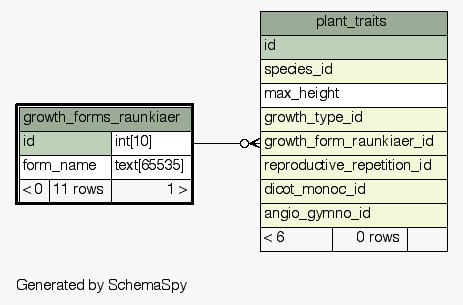 plant_traits
id
species_id
max_height
growth_type_id
growth_form_raunkiaer_id
reproductive_repetition_id
dicot_monoc_id
angio_gymno_id
< 6 0 rows
growth_forms_raunkiaer
id int[10]
form_name text[65535]
< 0 11 rows 1 >
Generated by SchemaSpy